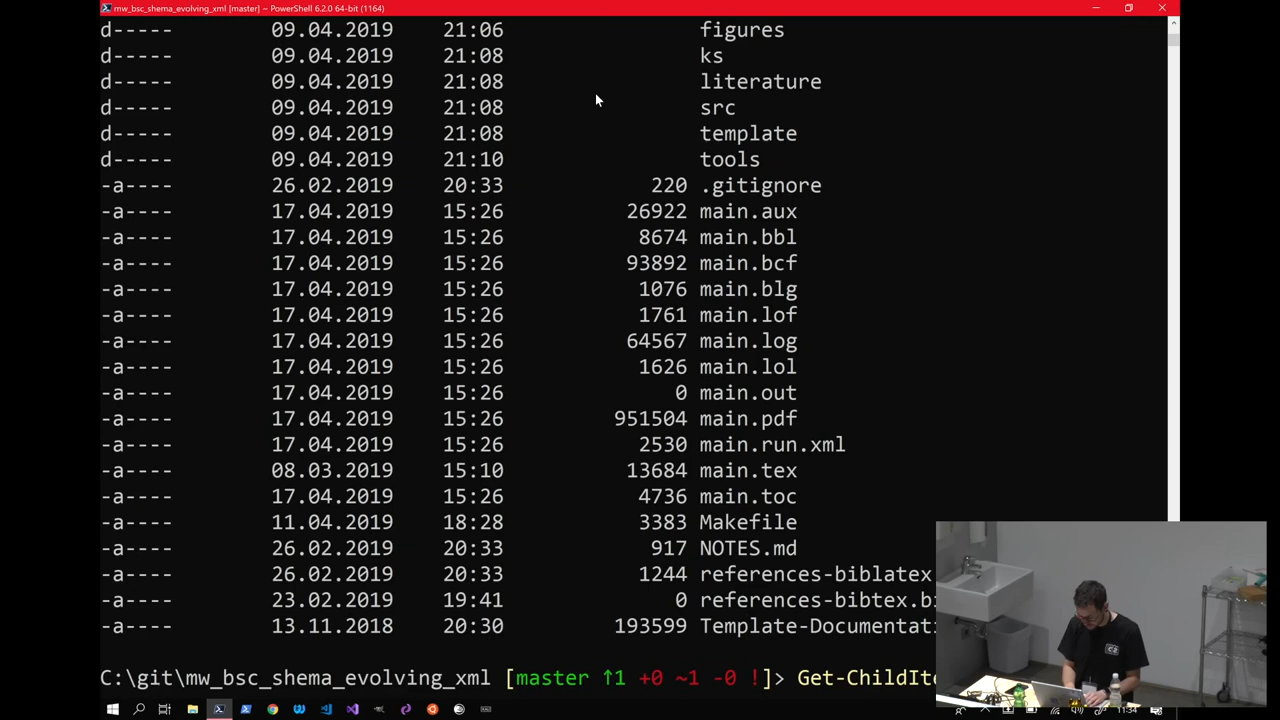 mw_bsc_shema_evolving_xml [master] ~ PowerShell 6.2.0 64-bit (1164)
d----- 09.04.2019 21:06 figures
d----- 09.04.2019 21:08 ks
d----- 09.04.2019 21:08 literature
d----- 09.04.2019 21:08 src
d----- 09.04.2019 21:08 template
d----- 09.04.2019 21:10 tools
-a---- 26.02.2019 20:33 220 .gitignore
-a---- 17.04.2019 15:26 26922 main.aux
-a---- 17.04.2019 15:26 8674 main.bbl
-a---- 17.04.2019 15:26 93892 main.bcf
-a---- 17.04.2019 15:26 1076 main.blg
-a---- 17.04.2019 15:26 1761 main.lof
-a---- 17.04.2019 15:26 64567 main.log
-a---- 17.04.2019 15:26 1626 main.lol
-a---- 17.04.2019 15:26 0 main.out
-a---- 17.04.2019 15:26 951504 main.pdf
-a---- 17.04.2019 15:26 2530 main.run.xml
-a---- 08.03.2019 15:10 13684 main.tex
-a---- 17.04.2019 15:26 4736 main.toc
-a---- 11.04.2019 18:28 3383 Makefile
-a---- 26.02.2019 20:33 917 NOTES.md
-a---- 26.02.2019 20:33 1244 references-biblatex
-a---- 23.02.2019 19:41 0 references-bibtex.b
-a---- 13.11.2018 20:30 193599 Template-Documentati
C:\git\mw_bsc_shema_evolving_xml [master ↑1 +0 ~1 -0 !]> Get-ChildIte
11:34